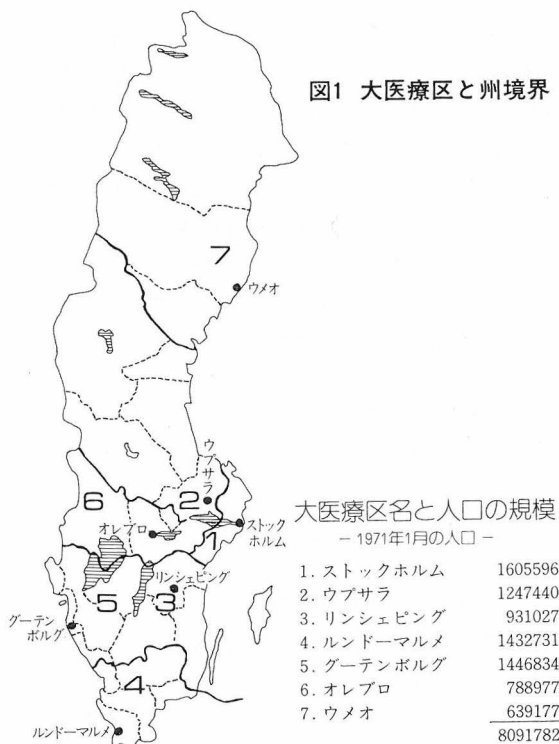 図1 大医療区と州境界
7
ウメオ
ウプサラ
6
2
オレブロ
ストックホルム
1
リンシェピング
5
3
グーテンボルグ
4
ルンドーマルメ
大医療区名と人口の規模
― 1971年1月の人口 ―
1. ストックホルム 1605596
2. ウプサラ 1247440
3. リンシェピング 931027
4. ルンドーマルメ 1432731
5. グーテンボルグ 1446834
6. オレブロ 788977
7. ウメオ 639177
8091782